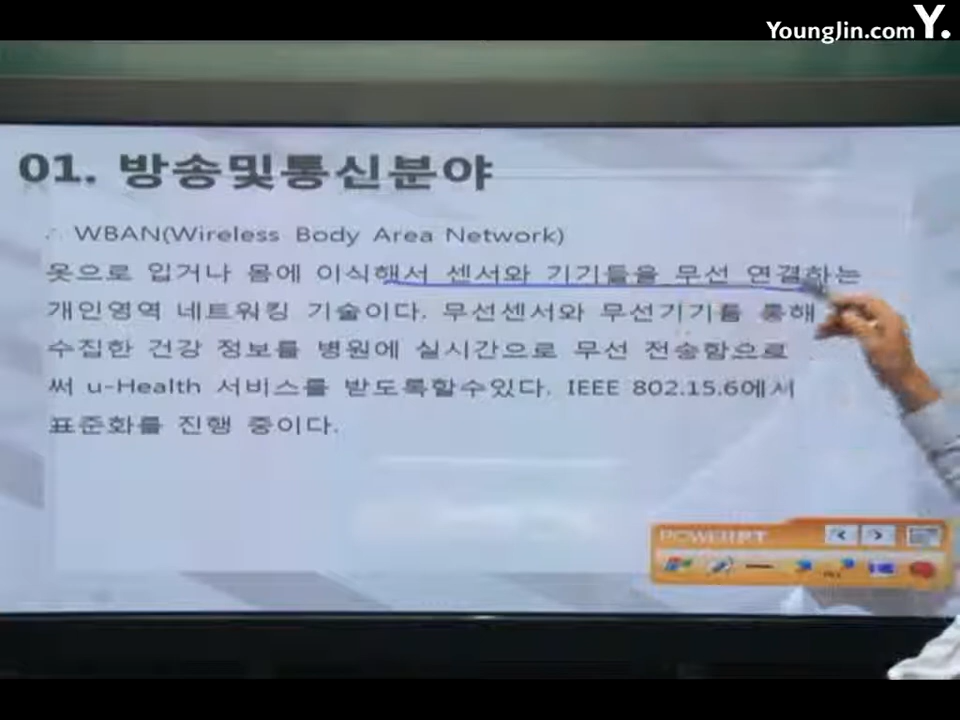 YoungJin.com Y.
01. 방송및통신분야
∴ WBAN(Wireless Body Area Network)
옷으로 입거나 몸에 이식해서 센서와 기기들을 무선 연결하는
개인영역 네트워킹 기술이다. 무선센서와 무선기기를 통해
수집한 건강 정보를 병원에 실시간으로 무선 전송함으로
써 u-Health 서비스를 받도록할수있다. IEEE 802.15.6에서
표준화를 진행 중이다.
POWERPT